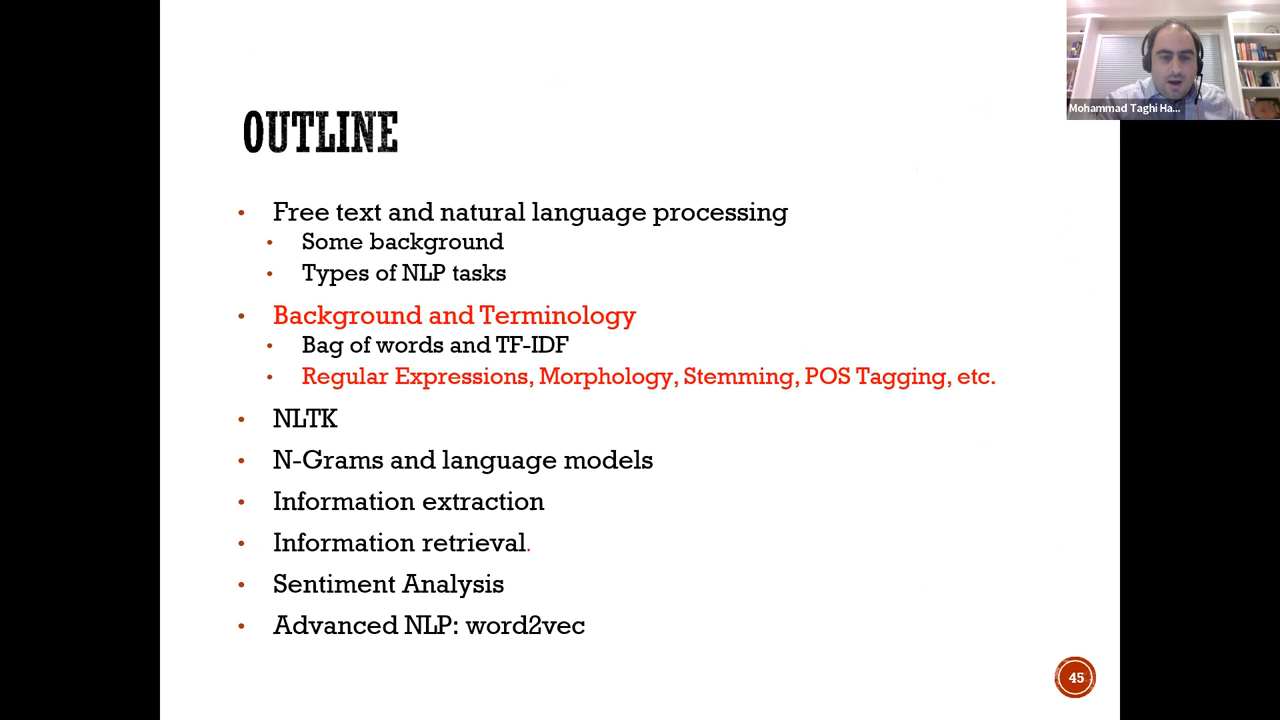 Mohammad Taghi Ha...
OUTLINE
• Free text and natural language processing
• Some background
• Types of NLP tasks
• Background and Terminology
• Bag of words and TF-IDF
• Regular Expressions, Morphology, Stemming, POS Tagging, etc.
• NLTK
• N-Grams and language models
• Information extraction
• Information retrieval.
• Sentiment Analysis
• Advanced NLP: word2vec
45